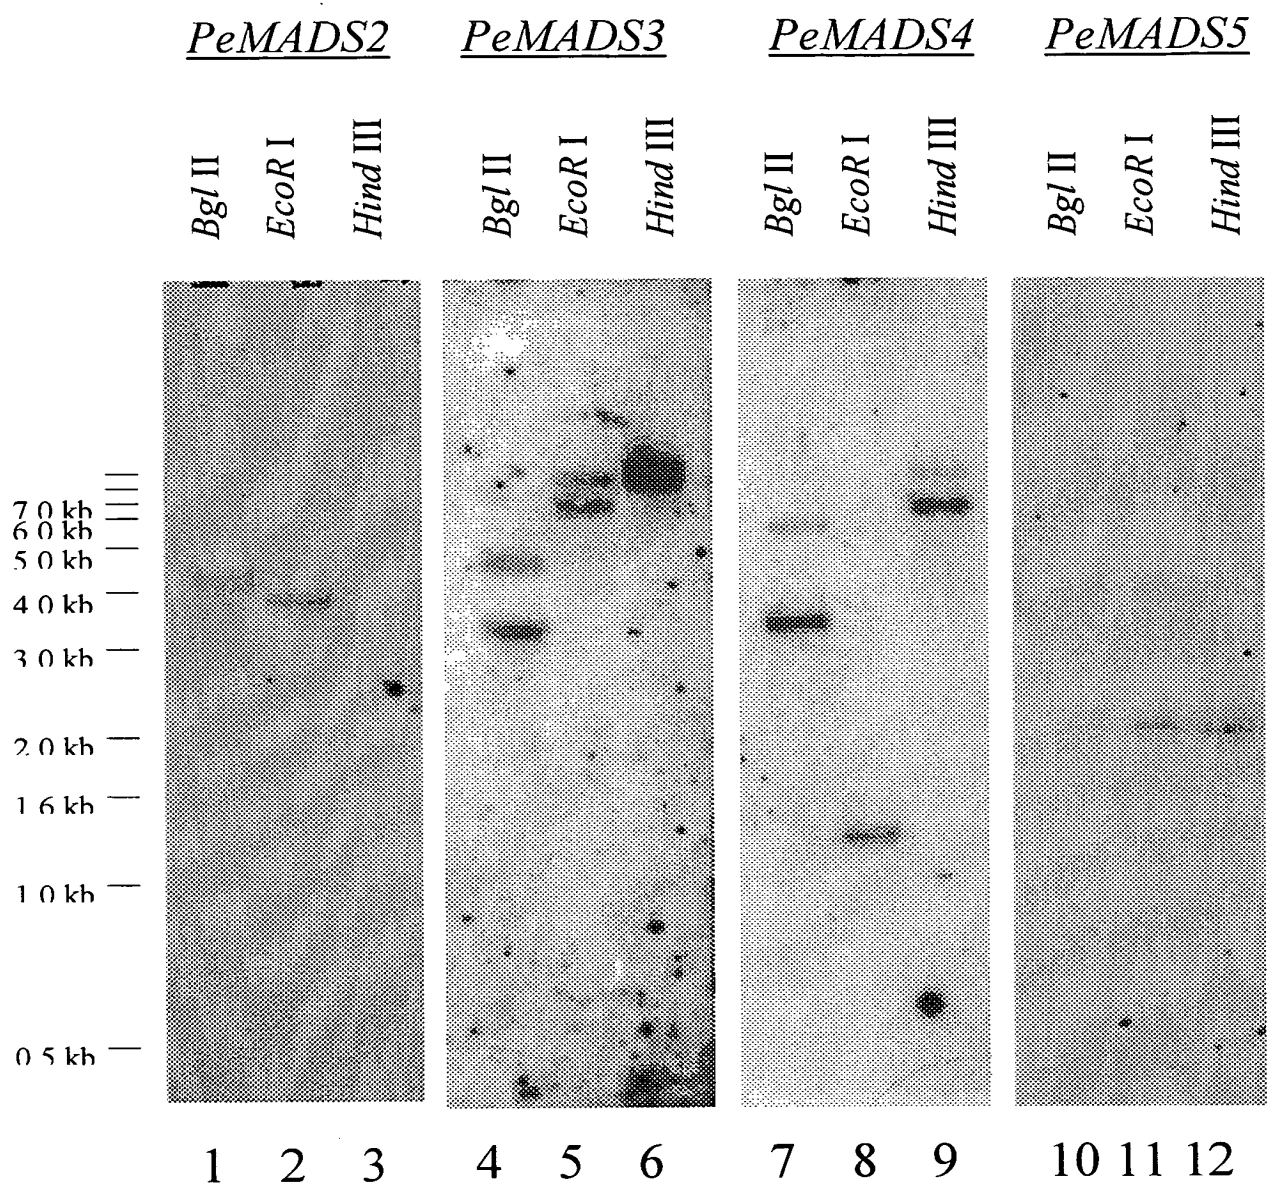 PeMADS2 PeMADS3 PeMADS4 PeMADS5
Bgl II EcoR I Hind III Bgl II EcoR I Hind III Bgl II EcoR I Hind III Bgl II EcoR I Hind III
7 0 kb
6 0 kb
5 0 kb
4 0 kb
3 0 kb
2 0 kb
1 6 kb
1 0 kb
0 5 kb
1 2 3 4 5 6 7 8 9 10 11 12